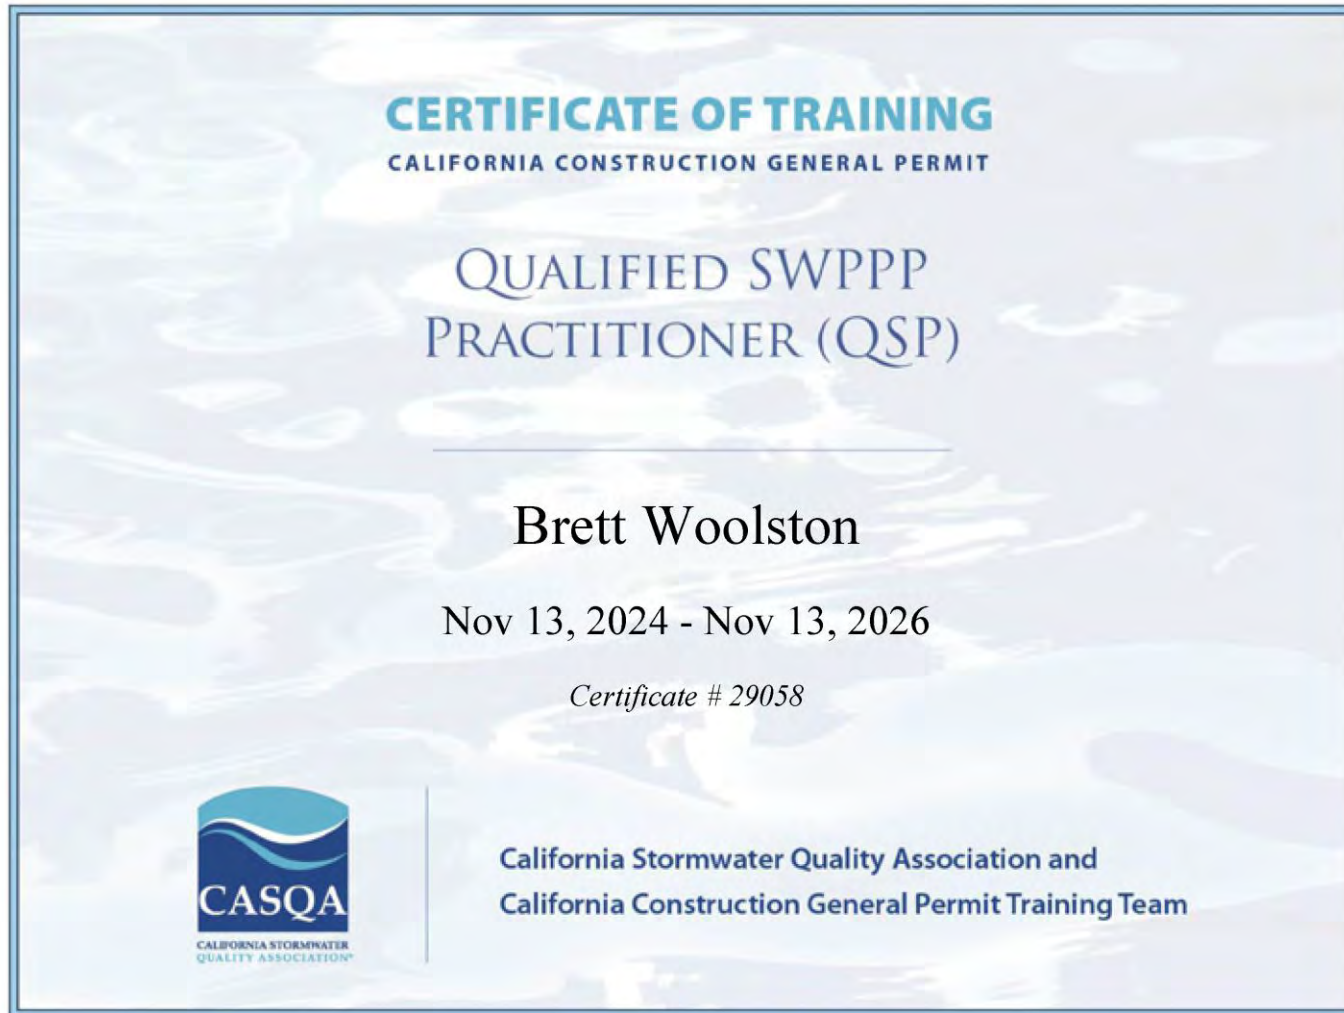 CERTIFICATE OF TRAINING
CALIFORNIA CONSTRUCTION GENERAL PERMIT
QUALIFIED SWPPP
PRACTITIONER (QSP)
Brett Woolston
Nov 13, 2024 - Nov 13, 2026
Certificate # 29058
CASQA
CALIFORNIA STORMWATER
QUALITY ASSOCIATION®
California Stormwater Quality Association and
California Construction General Permit Training Team